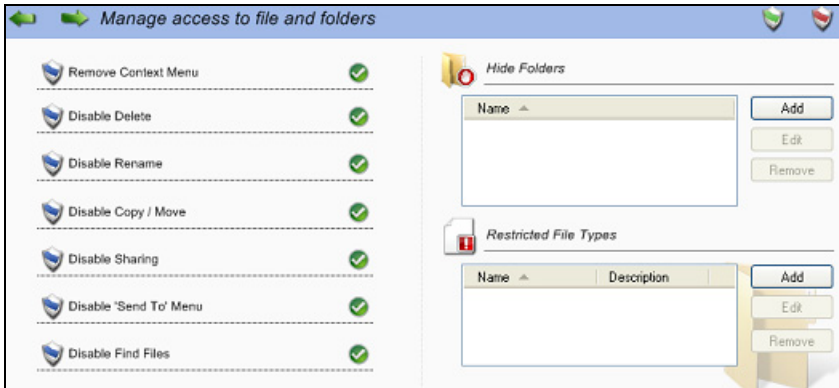 Manage access to file and folders
Remove Context Menu
Disable Delete
Disable Rename
Disable Copy / Move
Disable Sharing
Disable 'Send To' Menu
Disable Find Files
Hide Folders
Name
Add
Edit
Remove
Restricted File Types
Name Description
Add
Edit
Remove